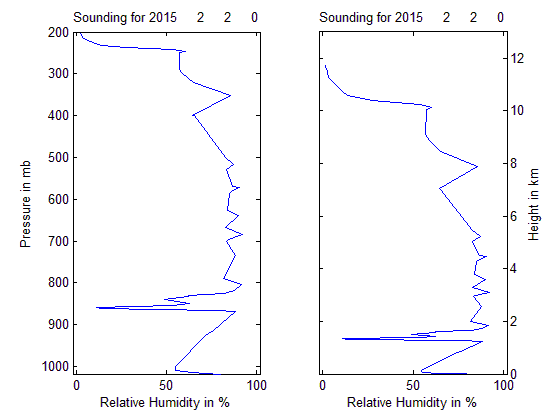 Sounding for 2015 2 2 0
200
300
400
500
600
700
800
900
1000
0 50 100
Pressure in mb
Relative Humidity in %
Sounding for 2015 2 2 0
12
10
8
6
4
2
0
0 50 100
Height in km
Relative Humidity in %